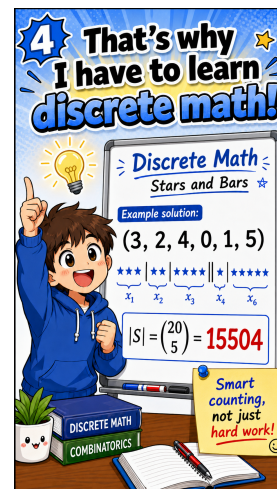 4
That's why
I have to learn
discrete math!
Discrete Math
Stars and Bars
Example solution:
(3, 2, 4, 0, 1, 5)
★★★|★★|★★★★||★|★★★★★
x₁ x₂ x₃ x₄ x₆
|S| = (20 5) = 15504
Smart
counting,
not just
hard work!
DISCRETE MATH
COMBINATORICS